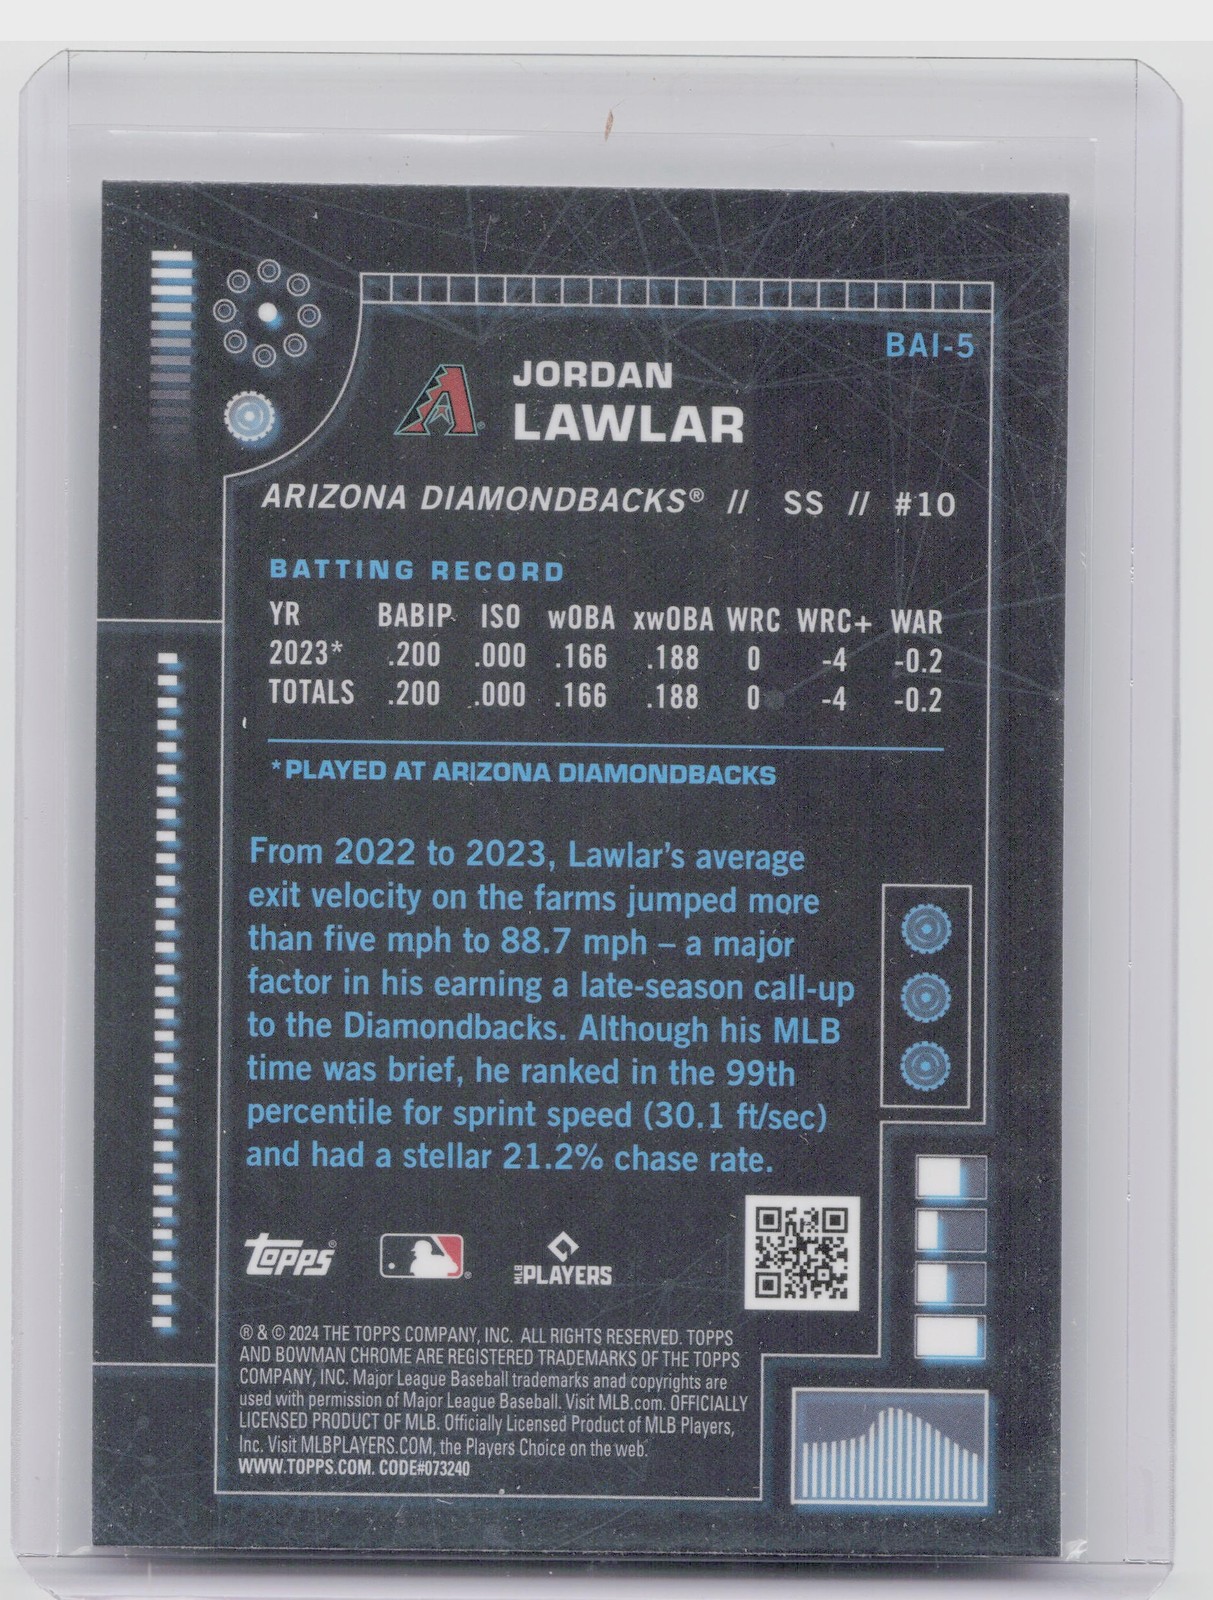 BAI-5
JORDAN
LAWLAR
ARIZONA DIAMONDBACKS® // SS // #10
BATTING RECORD
YR BABIP ISO wOBA xwOBA WRC WRC+ WAR
2023* .200 .000 .166 .188 0 -4 -0.2
TOTALS .200 .000 .166 .188 0 -4 -0.2
*PLAYED AT ARIZONA DIAMONDBACKS
From 2022 to 2023, Lawlar's average
exit velocity on the farms jumped more
than five mph to 88.7 mph – a major
factor in his earning a late-season call-up
to the Diamondbacks. Although his MLB
time was brief, he ranked in the 99th
percentile for sprint speed (30.1 ft/sec)
and had a stellar 21.2% chase rate.
topps® ® MLB PLAYERS
® & © 2024 THE TOPPS COMPANY, INC. ALL RIGHTS RESERVED. TOPPS
AND BOWMAN CHROME ARE REGISTERED TRADEMARKS OF THE TOPPS
COMPANY, INC. Major League Baseball trademarks anad copyrights are
used with permission of Major League Baseball. Visit MLB.com. OFFICIALLY
LICENSED PRODUCT OF MLB. Officially Licensed Product of MLB Players,
Inc. Visit MLBPLAYERS.COM, the Players Choice on the web.
WWW.TOPPS.COM. CODE#073240